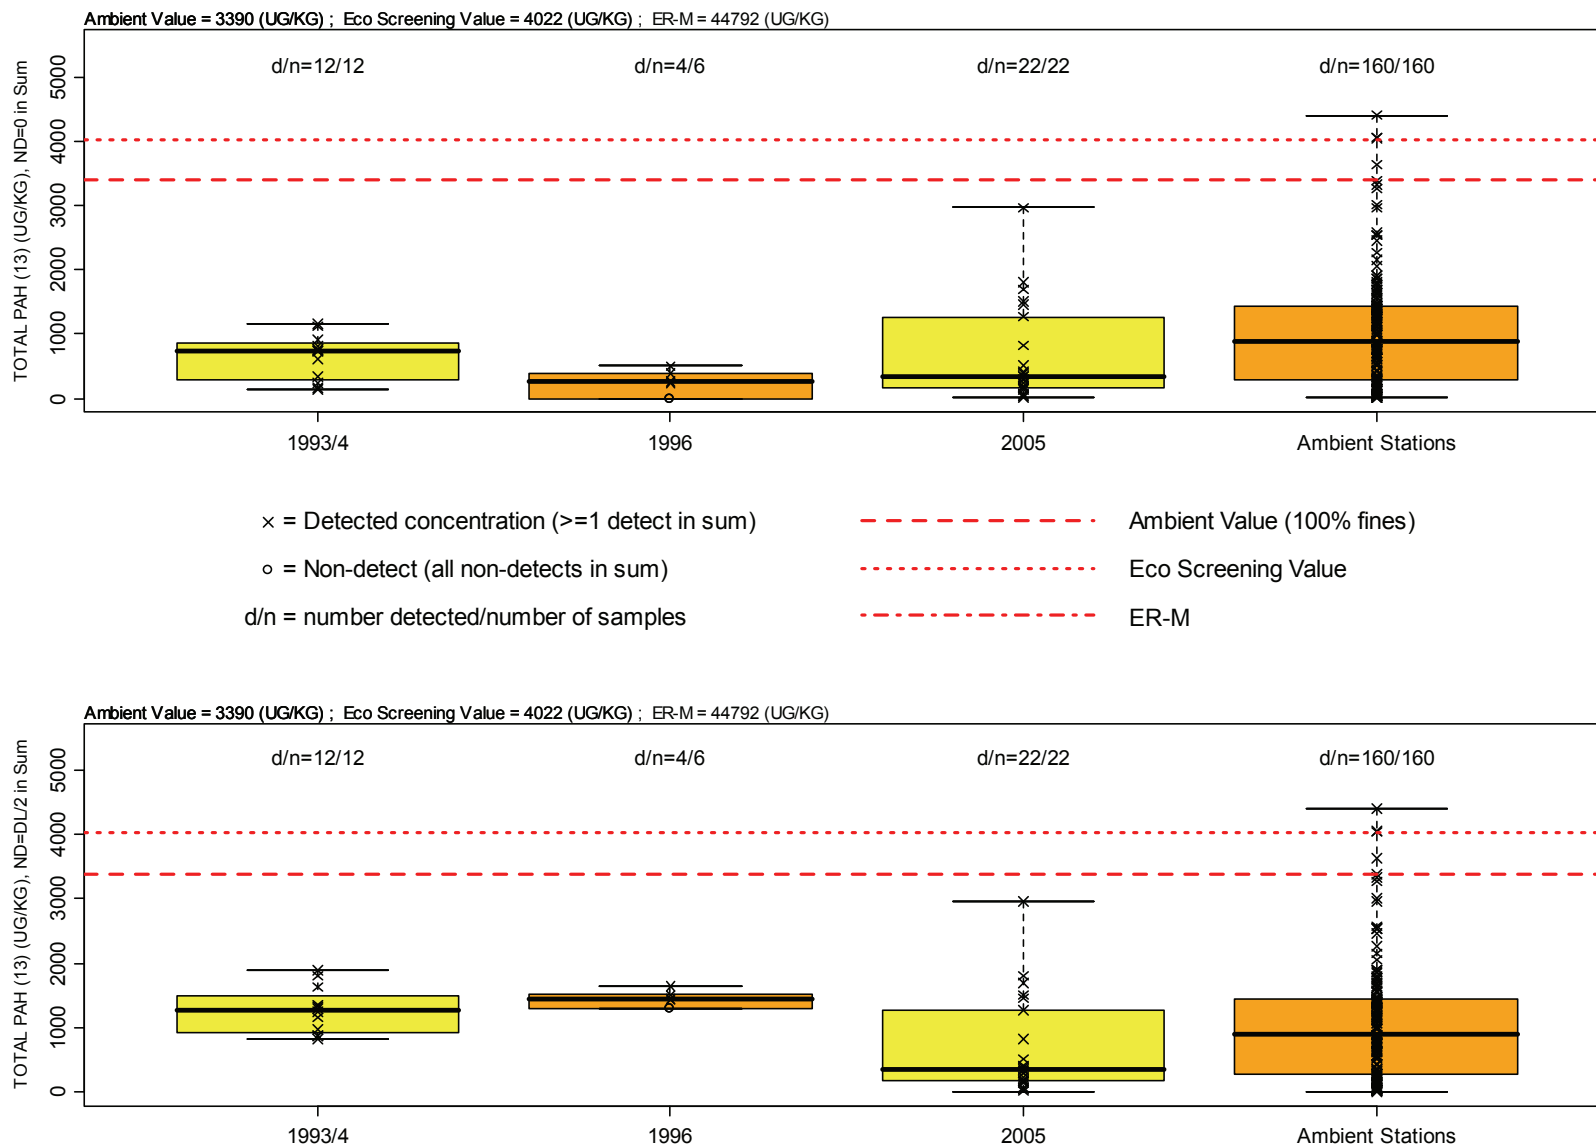 Ambient Value = 3390 (UG/KG) ; Eco Screening Value = 4022 (UG/KG) ; ER-M = 44792 (UG/KG)
TOTAL PAH (13) (UG/KG), ND=0 in Sum
d/n=12/12 d/n=4/6 d/n=22/22 d/n=160/160
5000
4000
3000
2000
1000
0
1993/4 1996 2005 Ambient Stations
× = Detected concentration (>=1 detect in sum)
Ambient Value (100% fines)
o = Non-detect (all non-detects in sum)
Eco Screening Value
d/n = number detected/number of samples
ER-M
Ambient Value = 3390 (UG/KG) ; Eco Screening Value = 4022 (UG/KG) ; ER-M = 44792 (UG/KG)
TOTAL PAH (13) (UG/KG), ND=DL/2 in Sum
d/n=12/12 d/n=4/6 d/n=22/22 d/n=160/160
5000
4000
3000
2000
1000
0
1993/4 1996 2005 Ambient Stations